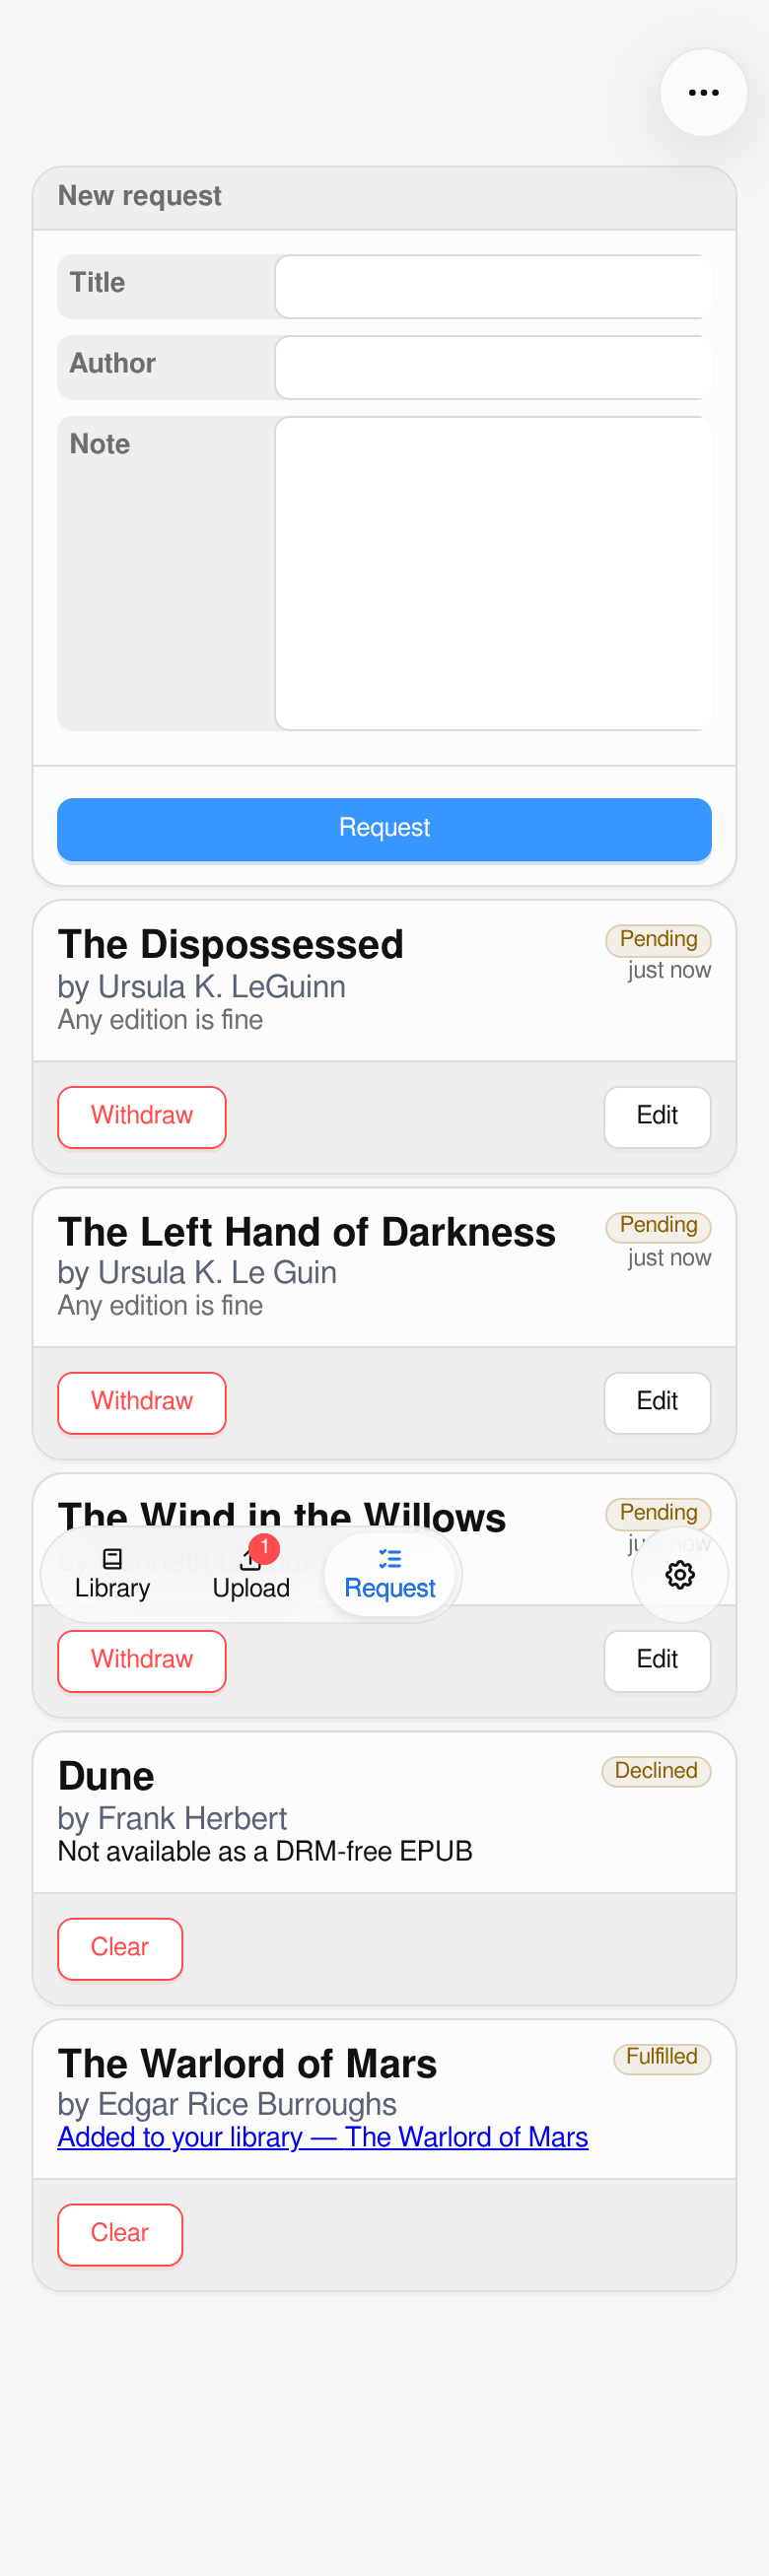 New request
Title
Author
Note
Request
The Dispossessed
Pending
by Ursula K. LeGuinn
just now
Any edition is fine
Withdraw
Edit
The Left Hand of Darkness
Pending
by Ursula K. Le Guin
just now
Any edition is fine
Withdraw
Edit
The Wind in the Willows
Pending
now
1
Library
Upload
Request
Withdraw
Edit
Dune
Declined
by Frank Herbert
Not available as a DRM-free EPUB
Clear
The Warlord of Mars
Fulfilled
by Edgar Rice Burroughs
Added to your library — The Warlord of Mars
Clear